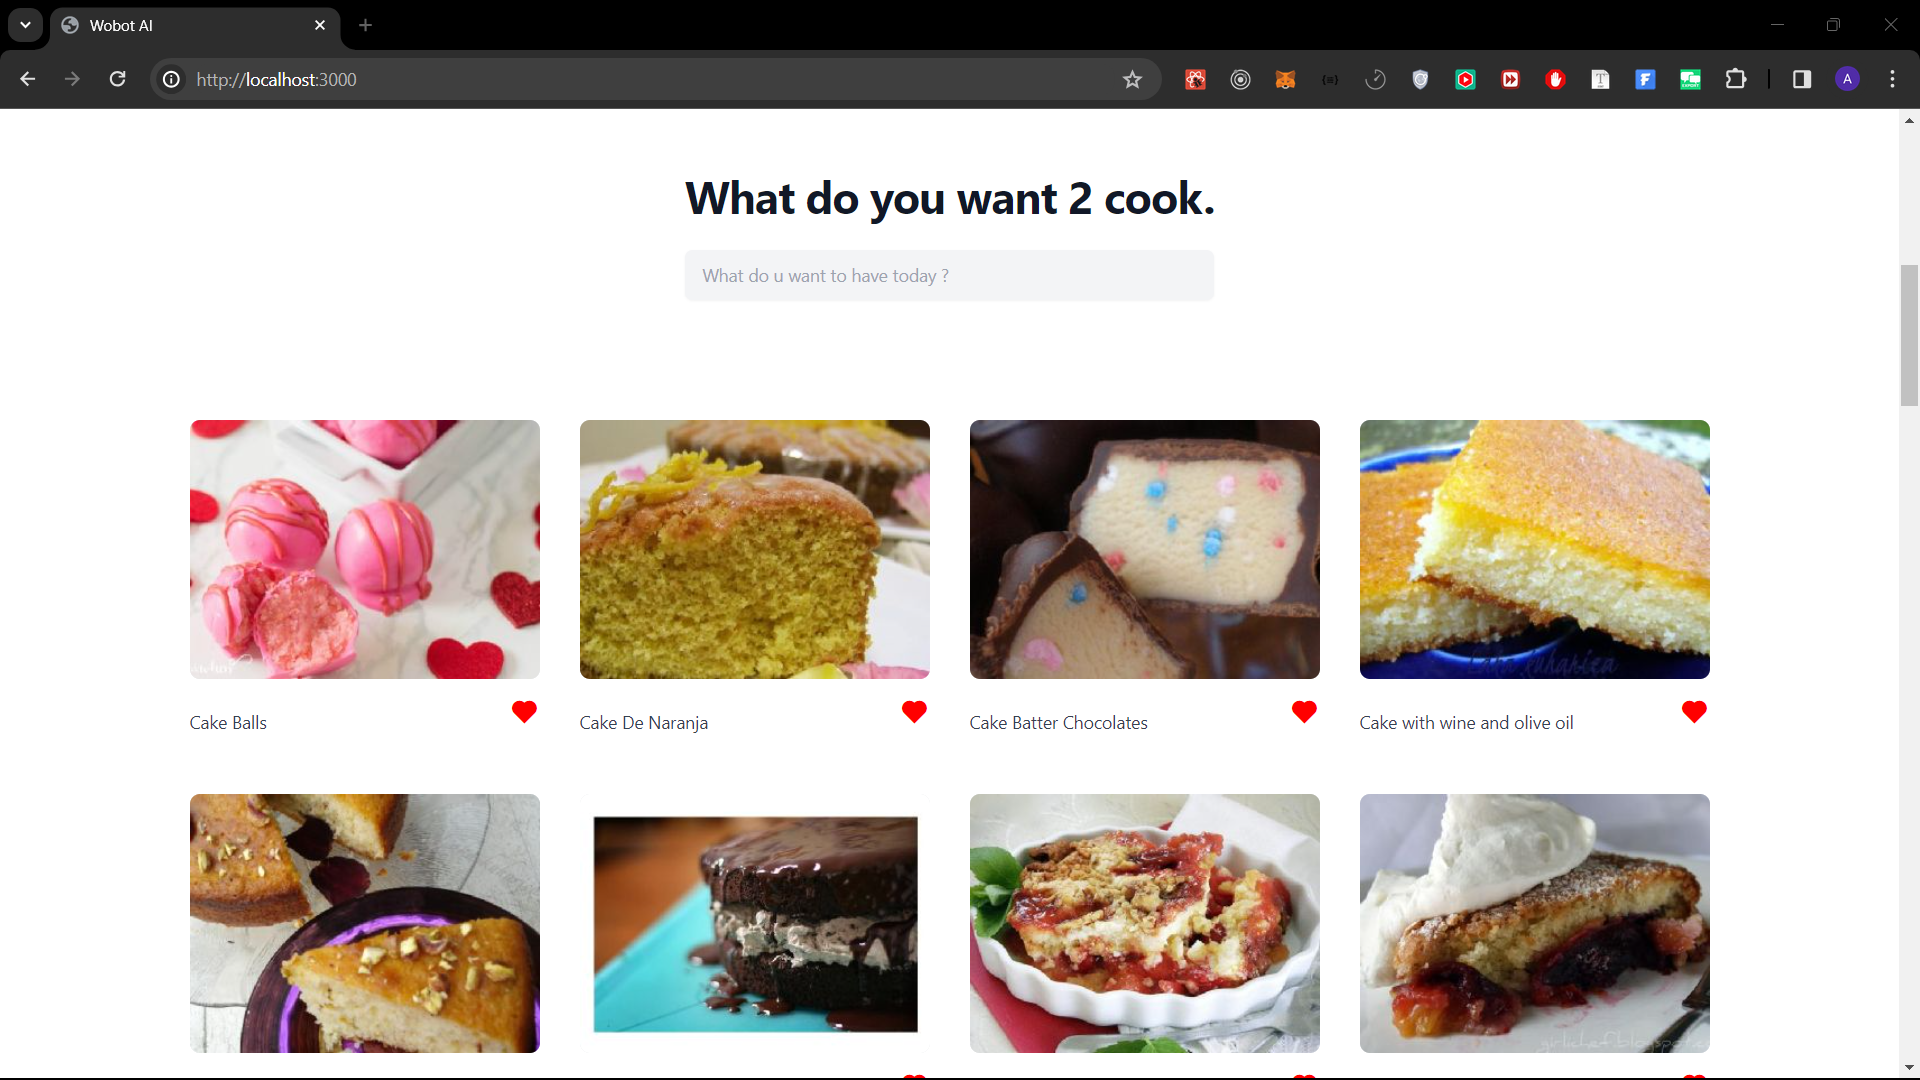 Wobot AI
http://localhost:3000
A
What do you want 2 cook.
What do u want to have today ?
Cake Balls
Cake De Naranja
Cake Batter Chocolates
Cake with wine and olive oil